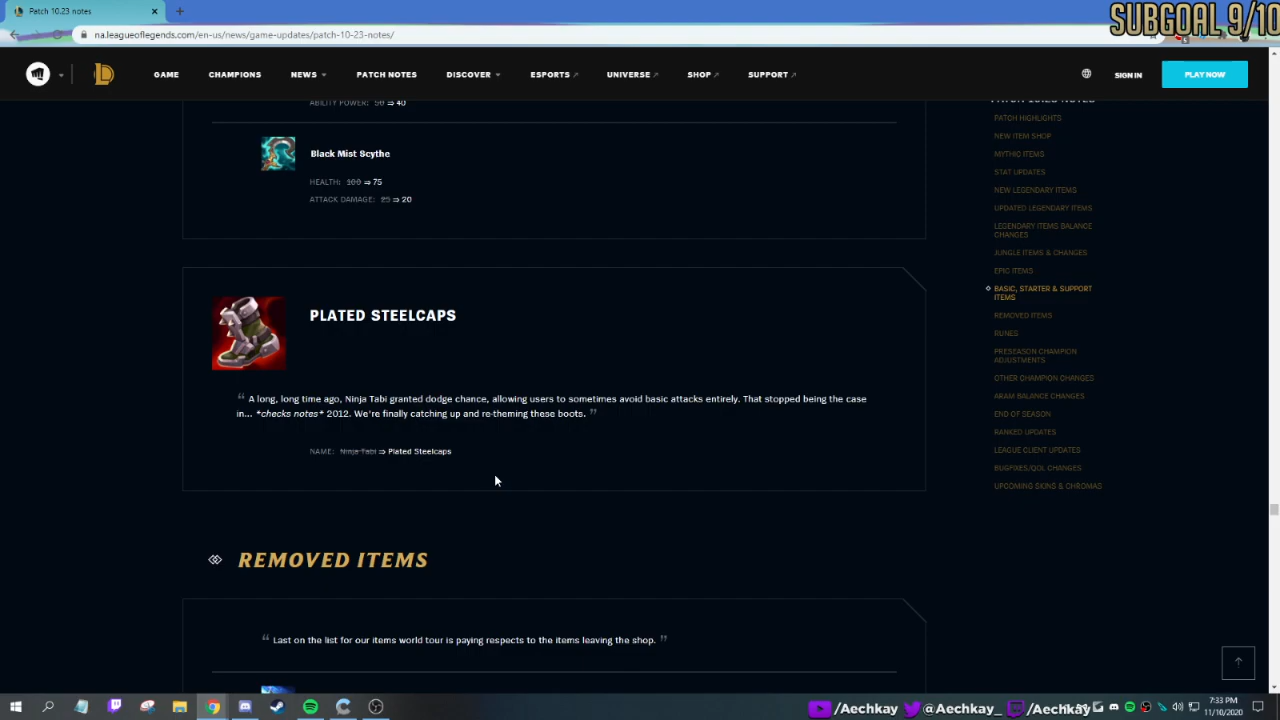 Patch 10.23 notes
SUBGOAL 9/10
na.leagueoflegends.com/en-us/news/game-updates/patch-10-23-notes/
GAME CHAMPIONS NEWS PATCH NOTES DISCOVER ESPORTS UNIVERSE SHOP SUPPORT SIGN IN PLAY NOW
ABILITY POWER: 50 ⇒ 40
Black Mist Scythe
HEALTH: 100 ⇒ 75
ATTACK DAMAGE: 25 ⇒ 20
PLATED STEELCAPS
“ A long, long time ago, Ninja Tabi granted dodge chance, allowing users to sometimes avoid basic attacks entirely. That stopped being the case
in... *checks notes* 2012. We're finally catching up and re-theming these boots. ”
NAME: Ninja Tabi ⇒ Plated Steelcaps
REMOVED ITEMS
“ Last on the list for our items world tour is paying respects to the items leaving the shop. ”
PATCH 10.23 NOTES
PATCH HIGHLIGHTS
NEW ITEM SHOP
MYTHIC ITEMS
STAT UPDATES
NEW LEGENDARY ITEMS
UPDATED LEGENDARY ITEMS
LEGENDARY ITEMS BALANCE
CHANGES
JUNGLE ITEMS & CHANGES
EPIC ITEMS
BASIC, STARTER & SUPPORT
ITEMS
REMOVED ITEMS
RUNES
PRESEASON CHAMPION
ADJUSTMENTS
OTHER CHAMPION CHANGES
ARAM BALANCE CHANGES
END OF SEASON
RANKED UPDATES
LEAGUE CLIENT UPDATES
BUGFIXES/QOL CHANGES
UPCOMING SKINS & CHROMAS
/Aechkay @Aechkay_ /Aechkay
7:33 PM
11/10/2020